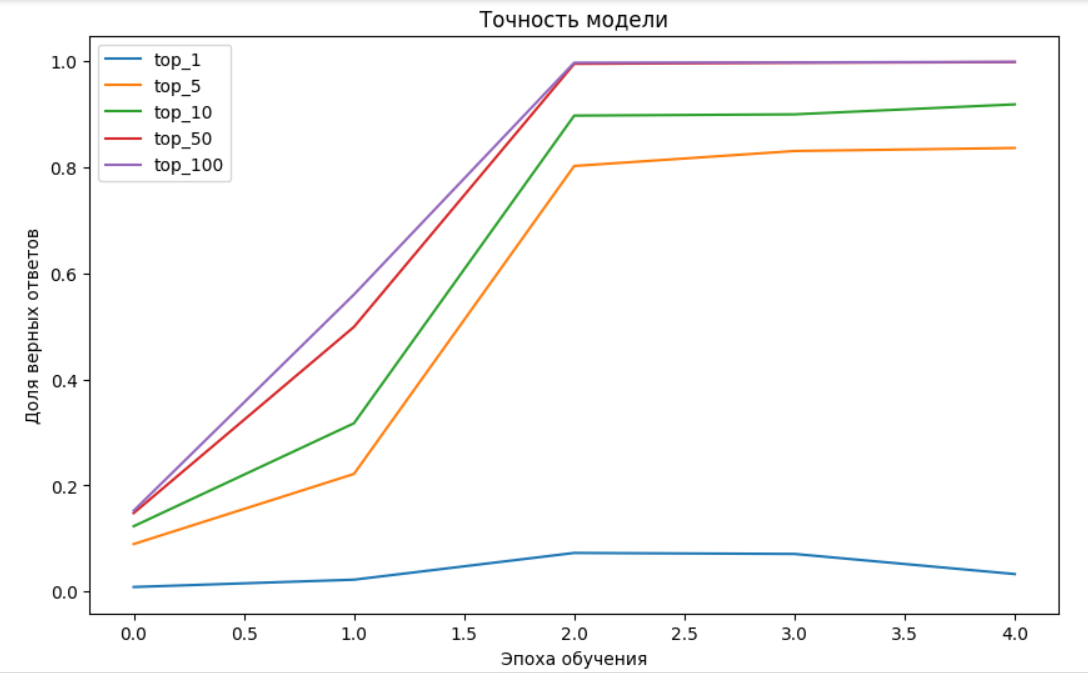 Точность модели
top_1
top_5
top_10
top_50
top_100
1.0
0.8
0.6
0.4
0.2
0.0
Доля верных ответов
0.0 0.5 1.0 1.5 2.0 2.5 3.0 3.5 4.0
Эпоха обучения